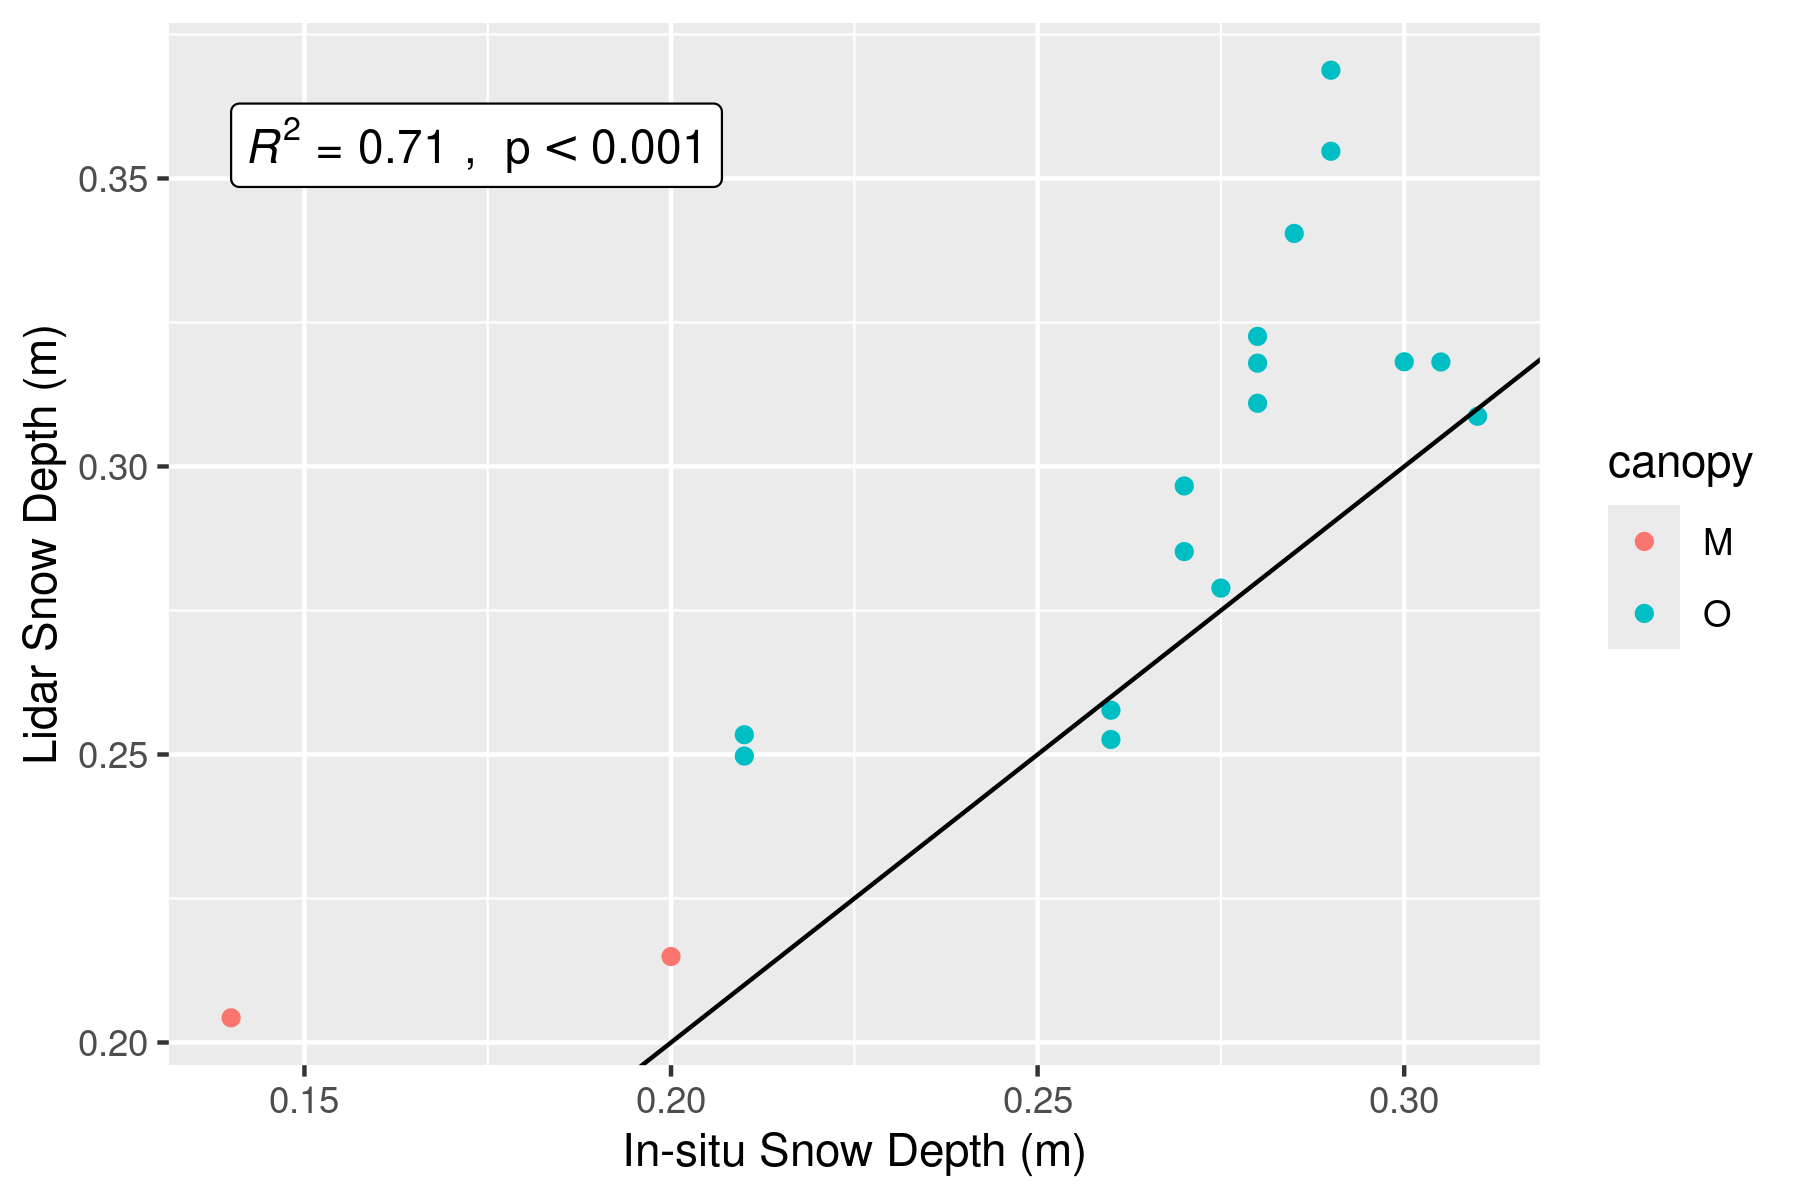 R² = 0.71 , p < 0.001
0.35
0.30
0.25
0.20
Lidar Snow Depth (m)
0.15 0.20 0.25 0.30
In-situ Snow Depth (m)
canopy
M
O